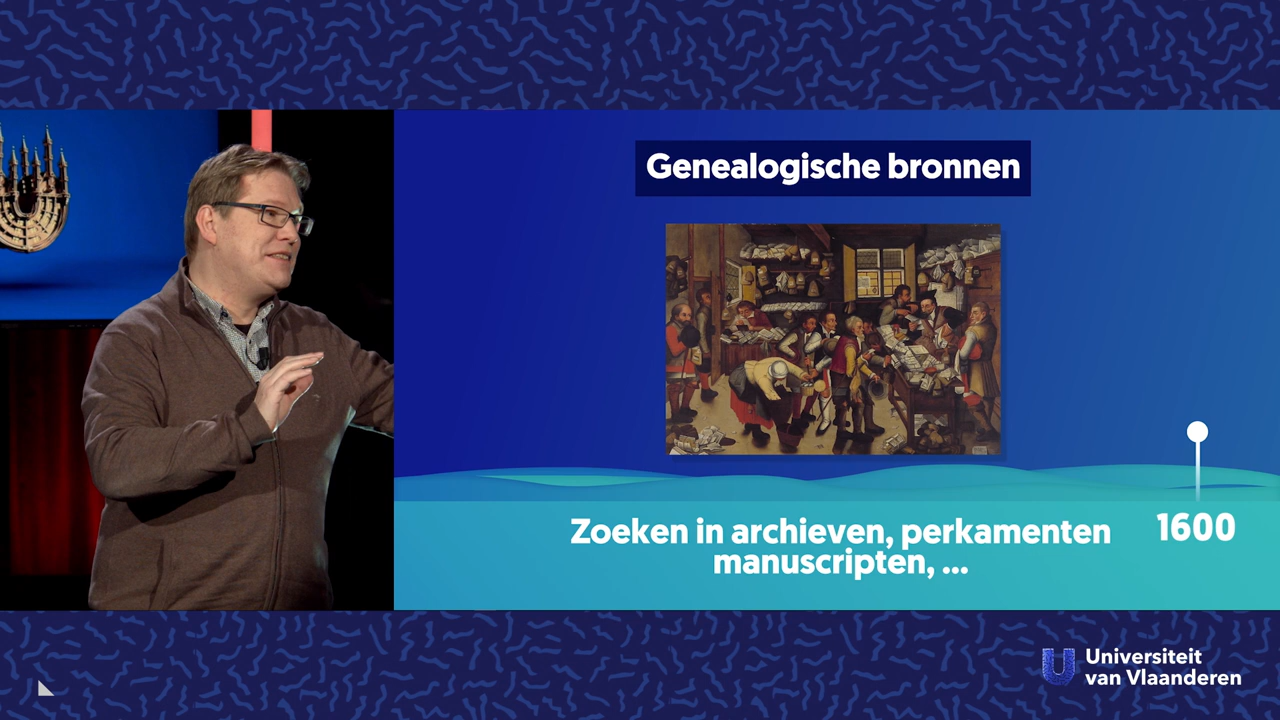 Genealogische bronnen
Zoeken in archieven, perkamenten
manuscripten, ...
1600
Universiteit
van Vlaanderen